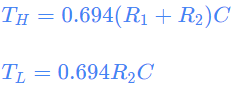 T_H = 0.694(R_1 + R_2)C
T_L = 0.694R_2C